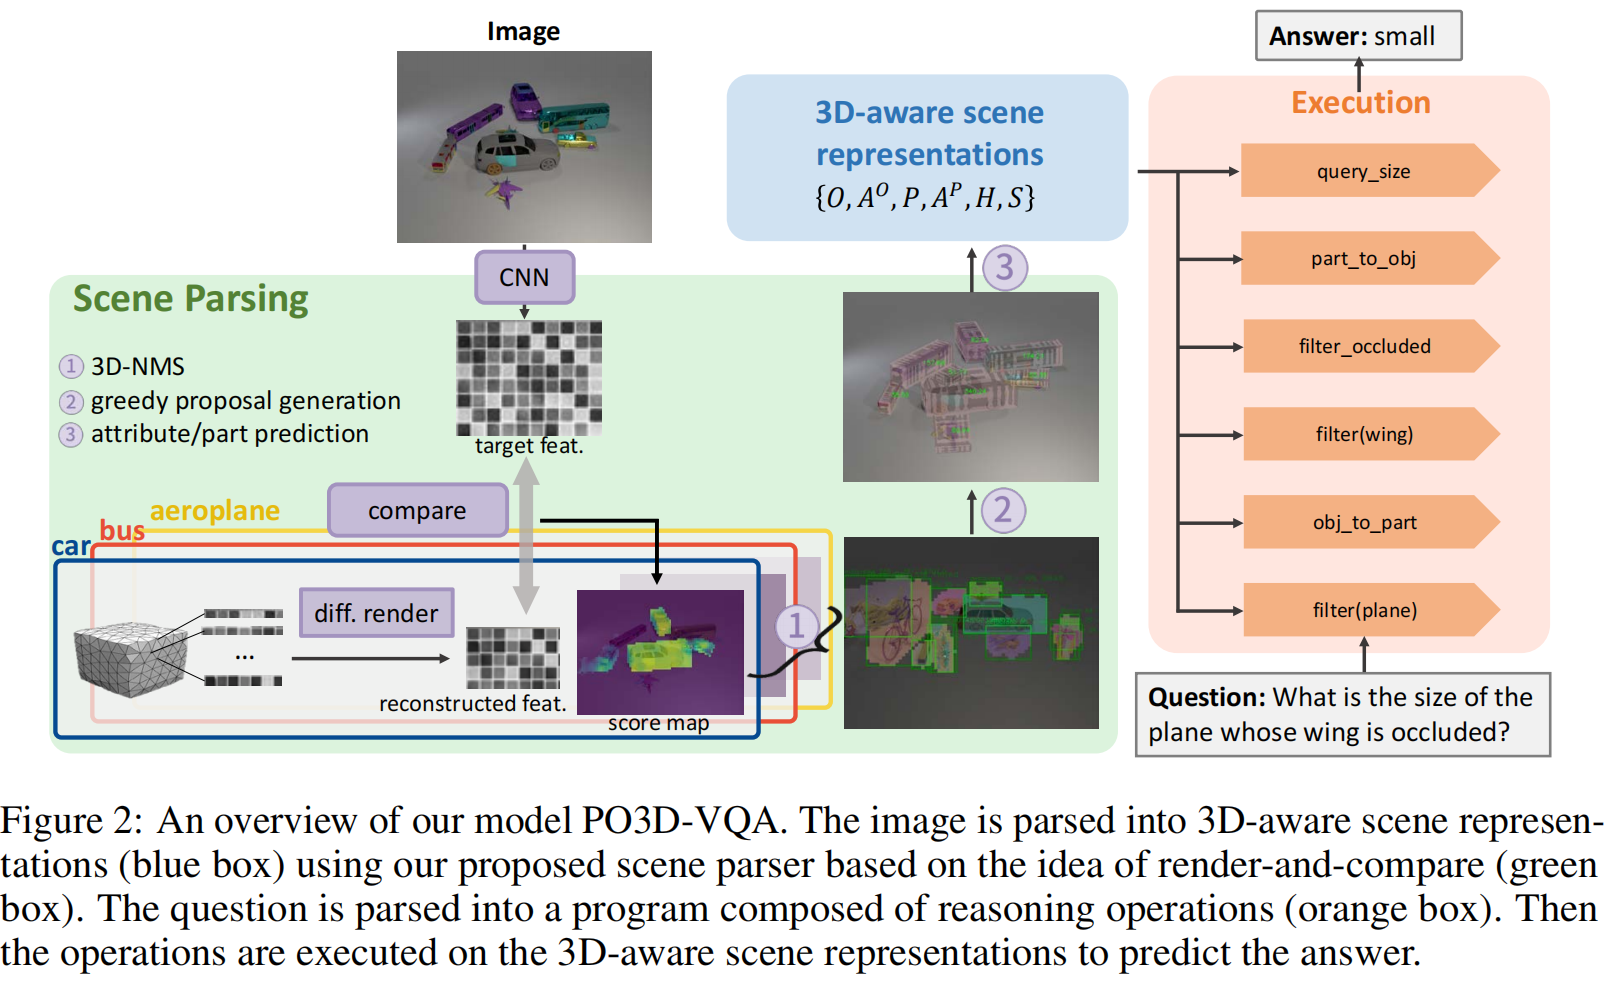 Image
Answer: small
3D-aware scene
representations
{O, A^O, P, A^P, H, S}
Execution
query_size
part_to_obj
filter_occluded
filter(wing)
obj_to_part
filter(plane)
Question: What is the size of the
plane whose wing is occluded?
CNN
Scene Parsing
1 3D-NMS
2 greedy proposal generation
3 attribute/part prediction
target feat.
compare
aeroplane
bus
car
diff. render
...
reconstructed feat.
score map
1
2
3
Figure 2: An overview of our model PO3D-VQA. The image is parsed into 3D-aware scene represen-
tations (blue box) using our proposed scene parser based on the idea of render-and-compare (green
box). The question is parsed into a program composed of reasoning operations (orange box). Then
the operations are executed on the 3D-aware scene representations to predict the answer.